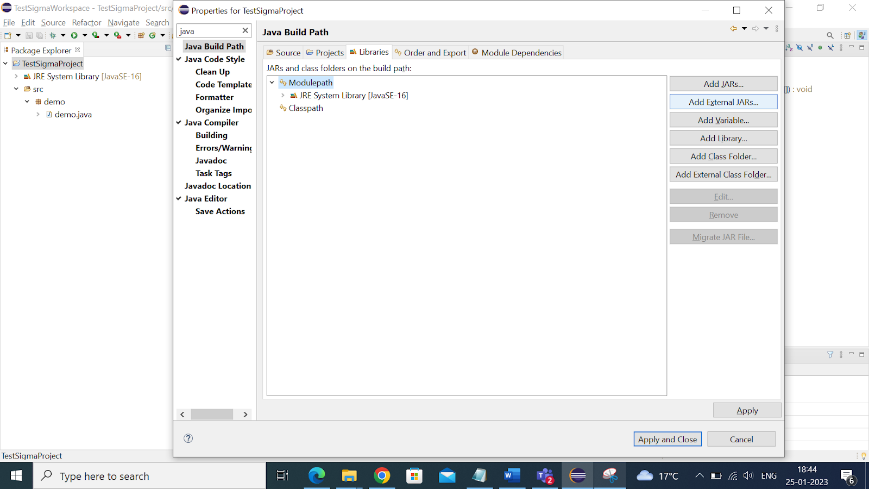 TestSigmaWorkspace - TestSigmaProject/src
File Edit Source Refactor Navigate Search
Package Explorer
TestSigmaProject
JRE System Library [JavaSE-16]
src
demo
demo.java
Properties for TestSigmaProject
java
Java Build Path
Java Code Style
Clean Up
Code Template
Formatter
Organize Impo
Java Compiler
Building
Errors/Warning
Javadoc
Task Tags
Javadoc Location
Java Editor
Save Actions
Java Build Path
Source Projects Libraries Order and Export Module Dependencies
JARs and class folders on the build path:
Modulepath
JRE System Library [JavaSE-16]
Classpath
Add JARs...
Add External JARs...
Add Variable...
Add Library...
Add Class Folder...
Add External Class Folder...
Edit...
Remove
Migrate JAR File...
Apply
Apply and Close Cancel
) : void
TestSigmaProject
Type here to search
2
17°C
ENG
18:44
25-01-2023
6